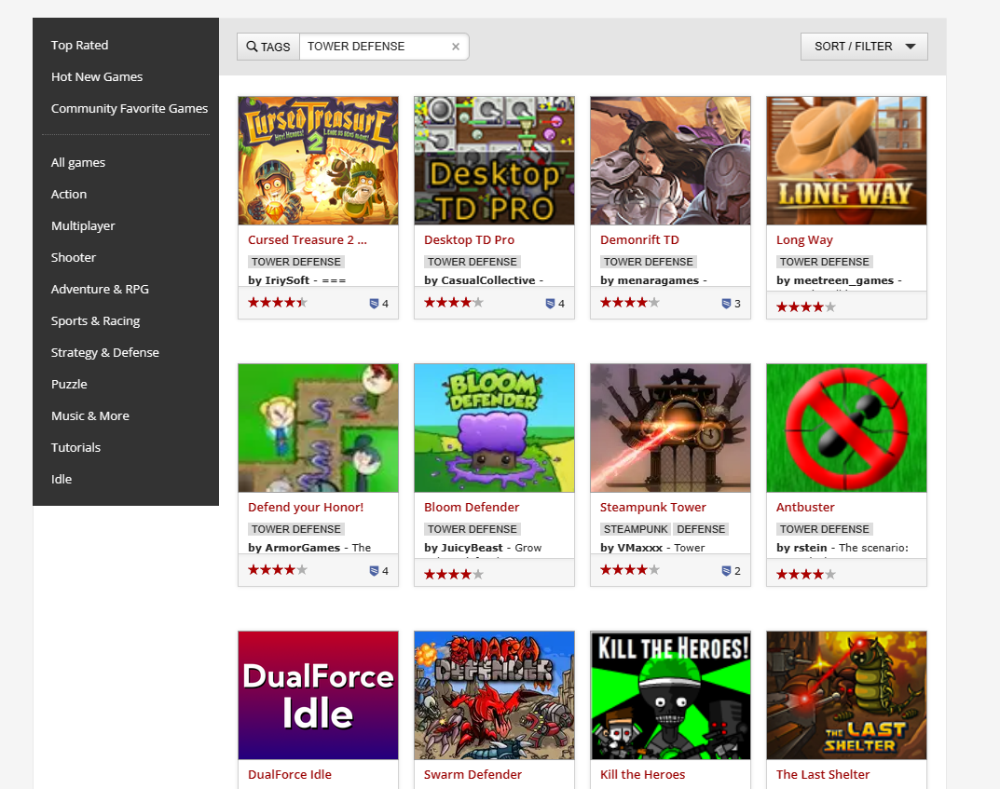 Top Rated
Hot New Games
Community Favorite Games
All games
Action
Multiplayer
Shooter
Adventure & RPG
Sports & Racing
Strategy & Defense
Puzzle
Music & More
Tutorials
Idle
TAGS TOWER DEFENSE × SORT / FILTER
CURSED TREASURE
2
Desktop
TD PRO
LONG WAY
Cursed Treasure 2 ...
TOWER DEFENSE
by IriySoft - ===
4
Desktop TD Pro
TOWER DEFENSE
by CasualCollective -
4
Demonrift TD
TOWER DEFENSE
by menaragames -
3
Long Way
TOWER DEFENSE
by meetreen_games -
BLOOM
DEFENDER
Defend your Honor!
TOWER DEFENSE
by ArmorGames - The
4
Bloom Defender
TOWER DEFENSE
by JuicyBeast - Grow
Steampunk Tower
STEAMPUNK DEFENSE
by VMaxxx - Tower
2
Antbuster
TOWER DEFENSE
by rstein - The scenario:
DualForce
Idle
SWARM
DEFENDER
KILL THE HEROES!
THE LAST
SHELTER
DualForce Idle
Swarm Defender
Kill the Heroes
The Last Shelter